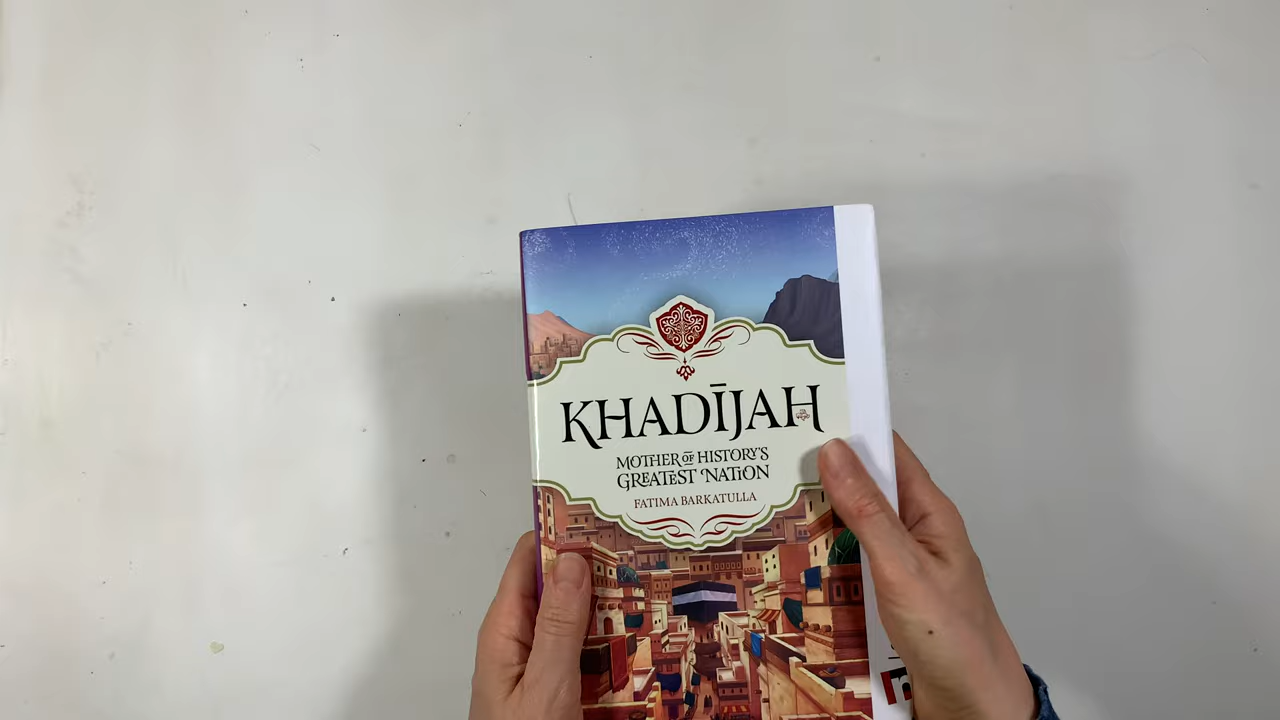 KHADĪJAH
MOTHER OF HISTORY'S
GREATEST NATION
FATIMA BARKATULLA